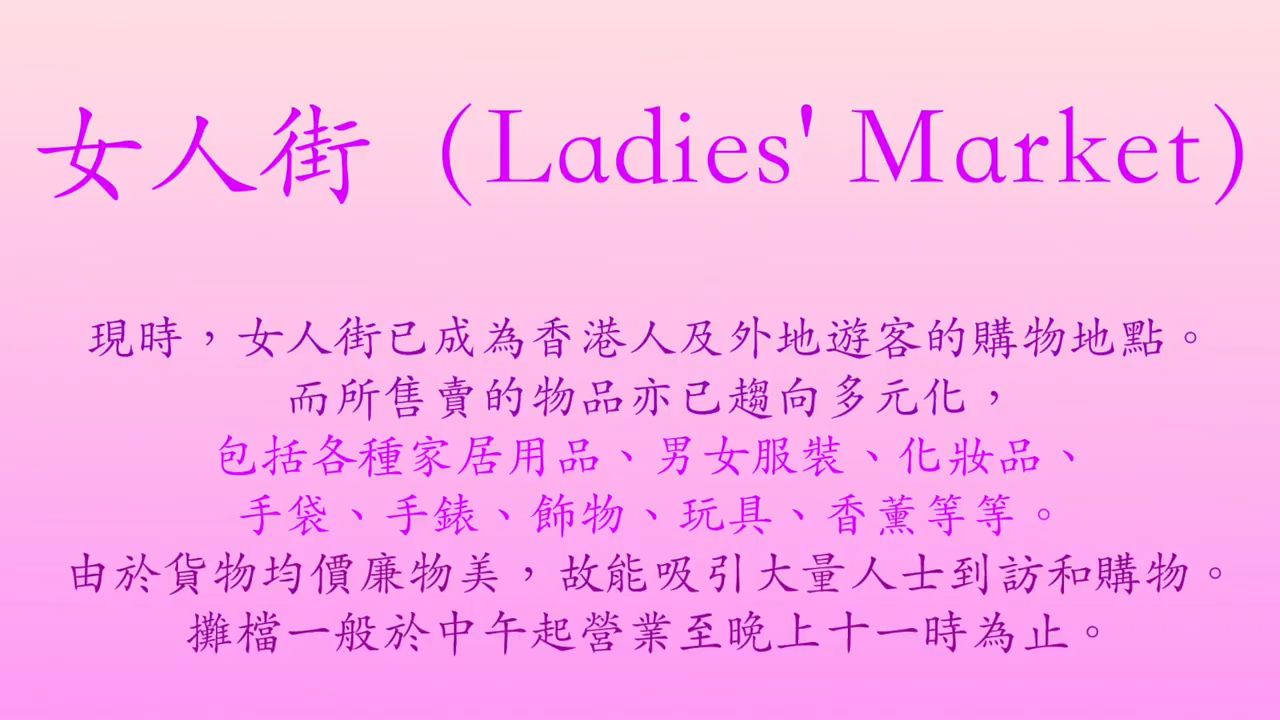 女人街 (Ladies' Market)
現時，女人街已成為香港人及外地遊客的購物地點。
而所售賣的物品亦已趨向多元化，
包括各種家居用品、男女服裝、化妝品、
手袋、手錶、飾物、玩具、香薰等等。
由於貨物均價廉物美，故能吸引大量人士到訪和購物。
攤檔一般於中午起營業至晚上十一時為止。